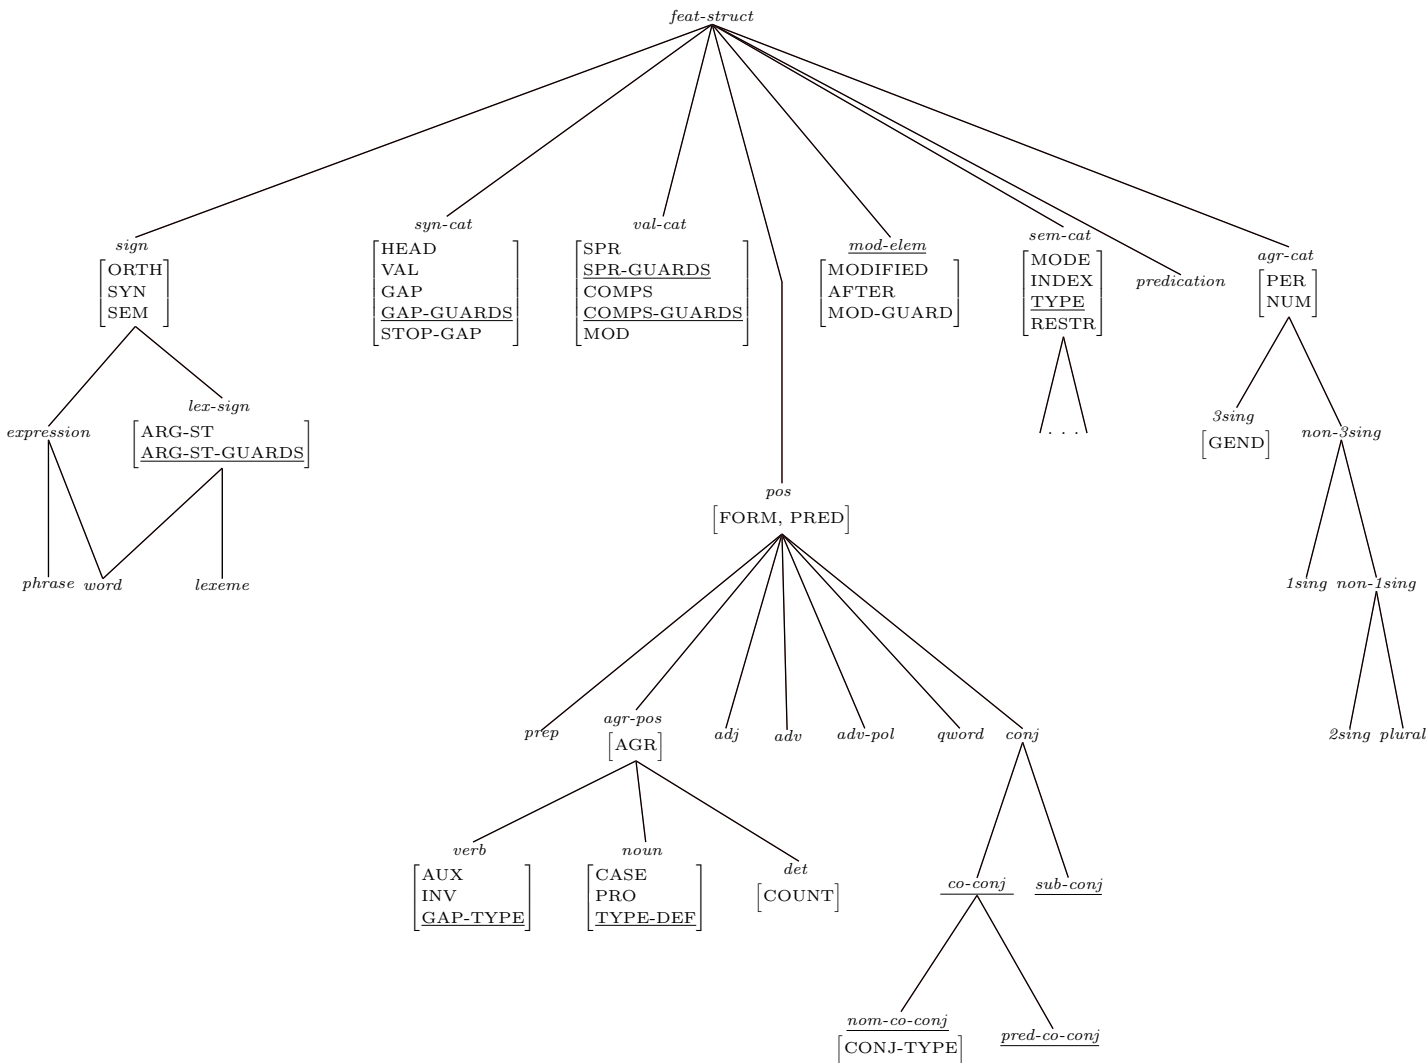 feat-struct
sign
[ORTH
SYN
SEM]
syn-cat
[HEAD
VAL
GAP
GAP-GUARDS
STOP-GAP]
val-cat
[SPR
SPR-GUARDS
COMPS
COMPS-GUARDS
MOD]
mod-elem
[MODIFIED
AFTER
MOD-GUARD]
sem-cat
[MODE
INDEX
TYPE
RESTR]
predication
agr-cat
[PER
NUM]
expression
lex-sign
[ARG-ST
ARG-ST-GUARDS]
. . .
3sing
[GEND]
non-3sing
pos
[FORM, PRED]
phrase
word
lexeme
1sing
non-1sing
prep
agr-pos
[AGR]
adj
adv
adv-pol
qword
conj
2sing
plural
verb
[AUX
INV
GAP-TYPE]
noun
[CASE
PRO
TYPE-DEF]
det
[COUNT]
co-conj
sub-conj
nom-co-conj
[CONJ-TYPE]
pred-co-conj